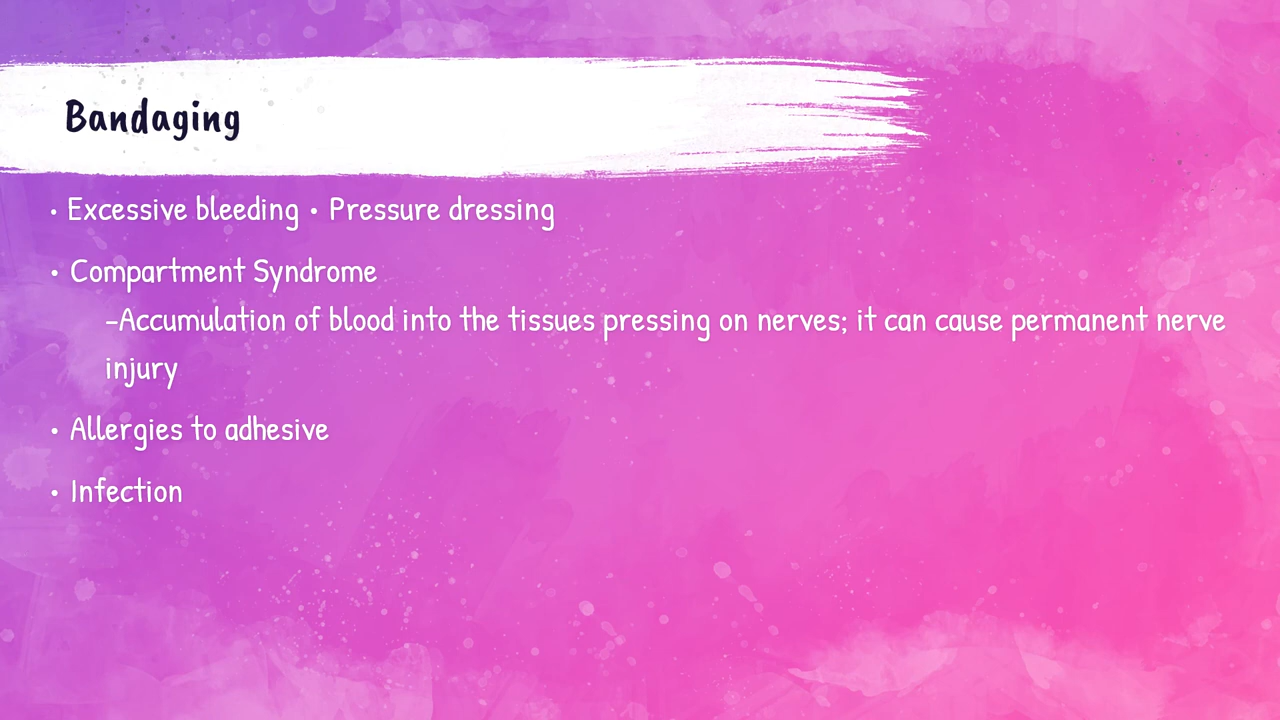 Bandaging
• Excessive bleeding • Pressure dressing
• Compartment Syndrome
–Accumulation of blood into the tissues pressing on nerves; it can cause permanent nerve
injury
• Allergies to adhesive
• Infection